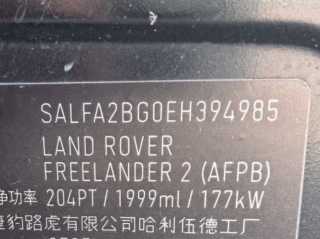 SALFA2BG0EH394985
LAND ROVER
FREELANDER 2 (AFPB)
净功率 204PT / 1999ml / 177kW
豹路虎有限公司哈利伍德工厂